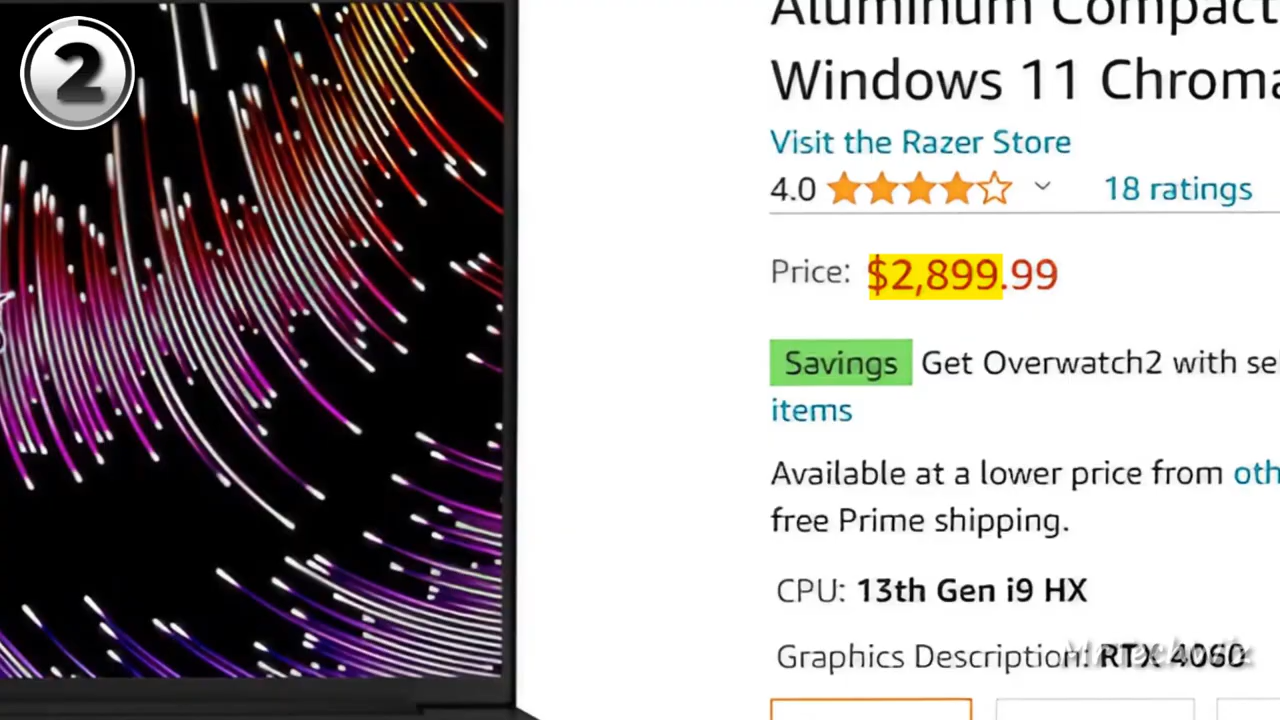 2
Aluminum Compact
Windows 11 Chroma
Visit the Razer Store
4.0
18 ratings
Price: $2,899.99
Savings Get Overwatch2 with sel
items
Available at a lower price from oth
free Prime shipping.
CPU: 13th Gen i9 HX
Graphics Description: RTX 4060